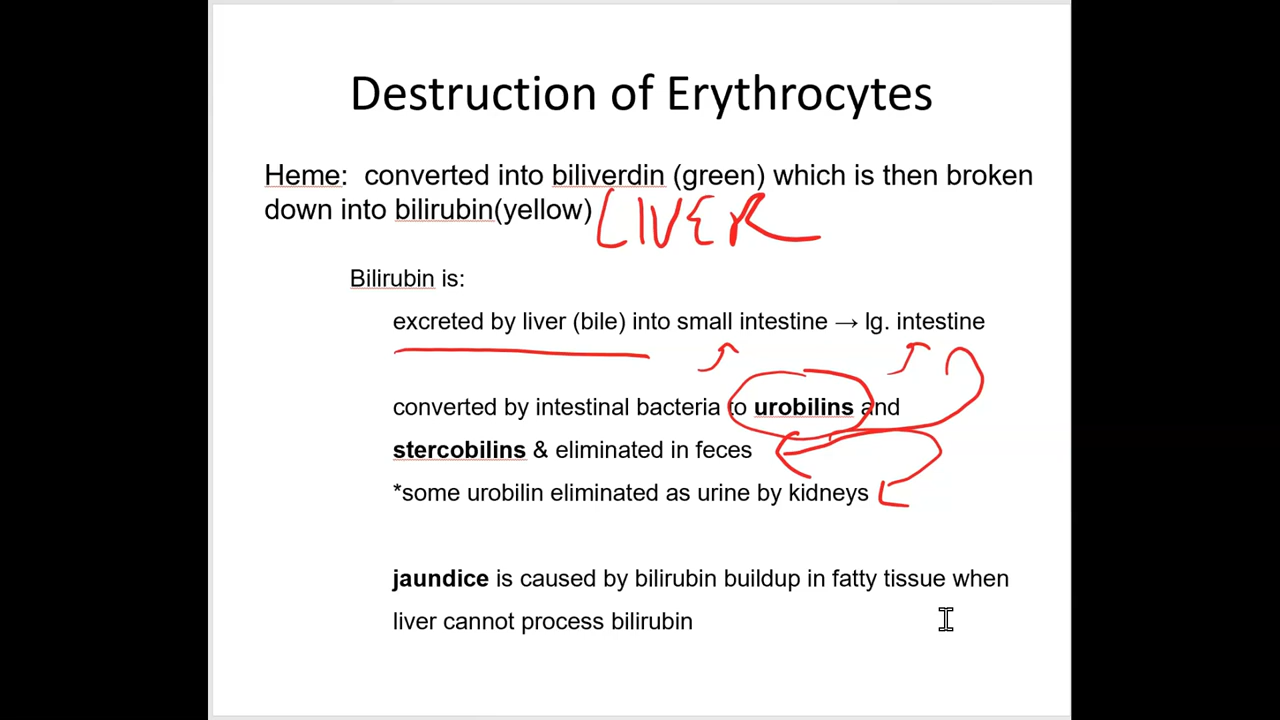 Destruction of Erythrocytes
Heme: converted into biliverdin (green) which is then broken
down into bilirubin(yellow) LIVER
Bilirubin is:
excreted by liver (bile) into small intestine → lg. intestine
converted by intestinal bacteria to urobilins and
stercobilins & eliminated in feces
*some urobilin eliminated as urine by kidneys
jaundice is caused by bilirubin buildup in fatty tissue when
liver cannot process bilirubin